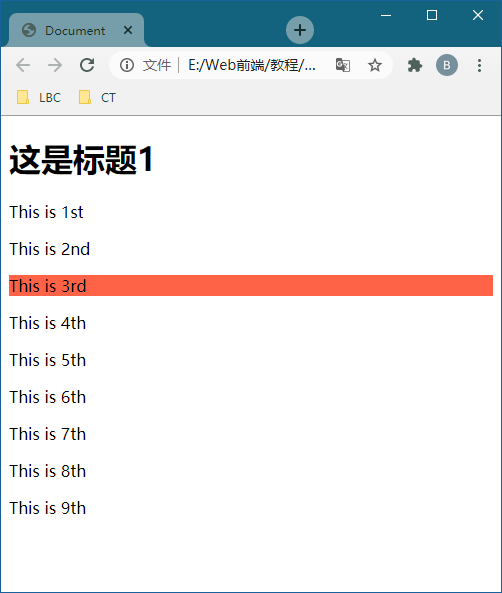 Document
文件 E:/Web前端/教程/...
B
LBC CT
这是标题1
This is 1st
This is 2nd
This is 3rd
This is 4th
This is 5th
This is 6th
This is 7th
This is 8th
This is 9th